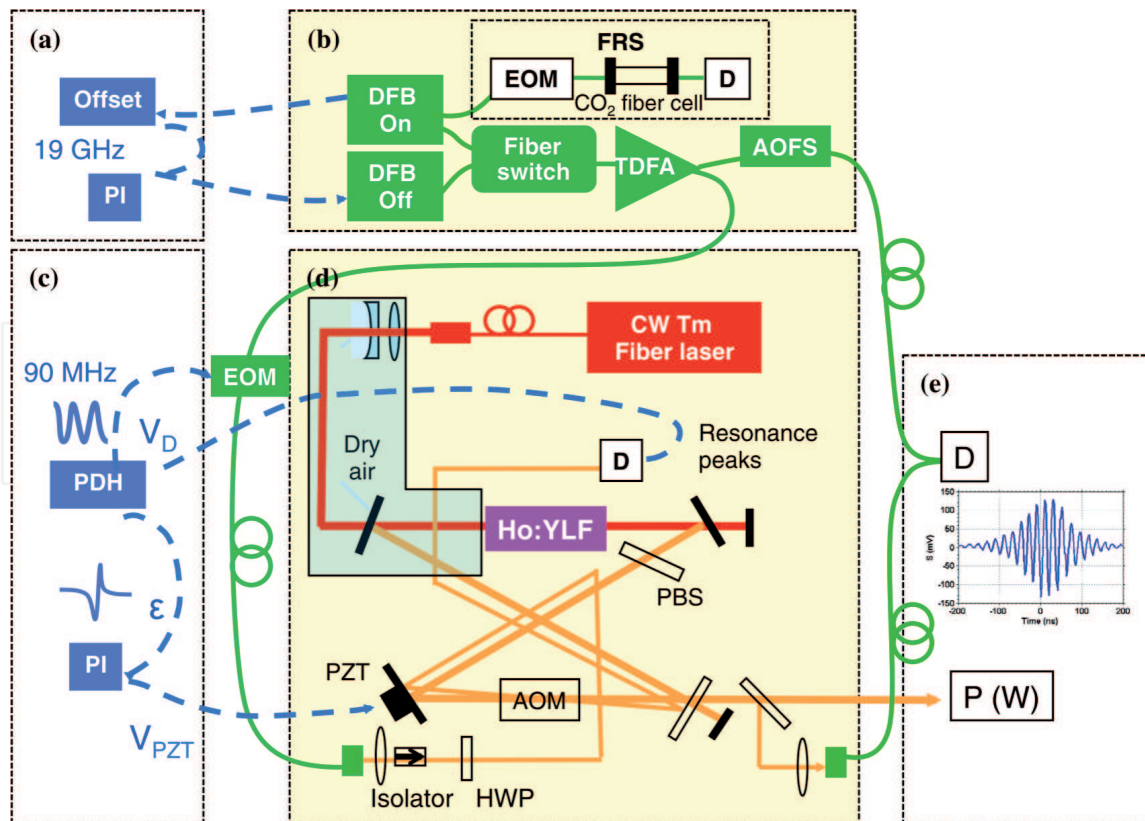 (a)
Offset
19 GHz
PI
(b)
FRS
EOM
D
CO₂ fiber cell
DFB
On
DFB
Off
Fiber
switch
TDFA
AOFS
(c)
90 MHz
EOM
V_D
PDH
ε
PI
V_PZT
(d)
CW Tm
Fiber laser
Dry
air
D
Resonance
peaks
Ho:YLF
PBS
PZT
AOM
Isolator
HWP
(e)
D
S (mV)
150
100
50
0
-50
-100
-150
-200
-100
0
100
200
Time (ns)
P (W)